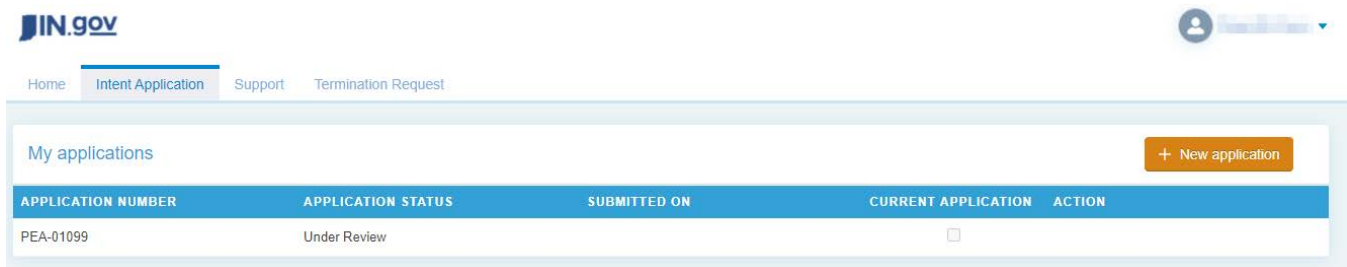 IN.gov
Home Intent Application Support Termination Request
My applications
+ New application
APPLICATION NUMBER APPLICATION STATUS SUBMITTED ON CURRENT APPLICATION ACTION
PEA-01099 Under Review